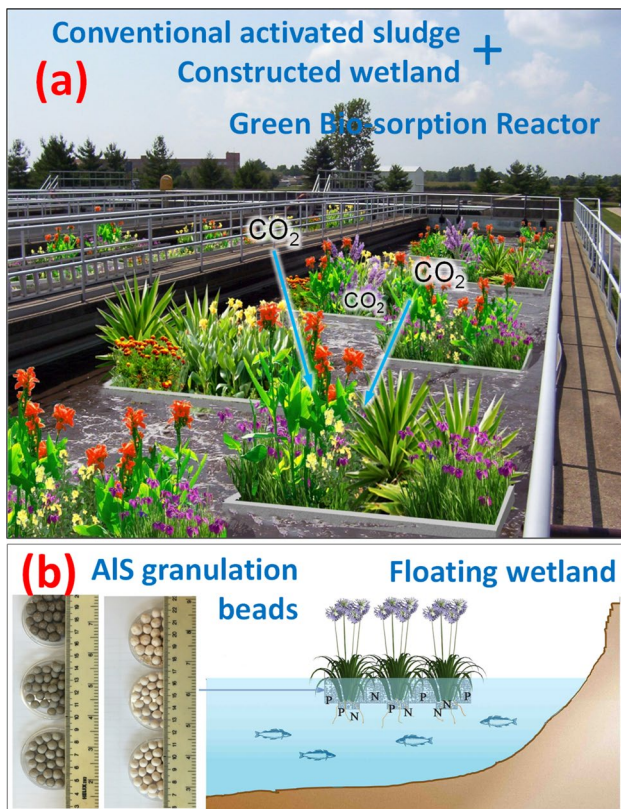 Conventional activated sludge +
Constructed wetland
(a)
Green Bio-sorption Reactor
CO2
CO2
CO2
(b) AlS granulation Floating wetland
beads
P N N P
P P
N N N